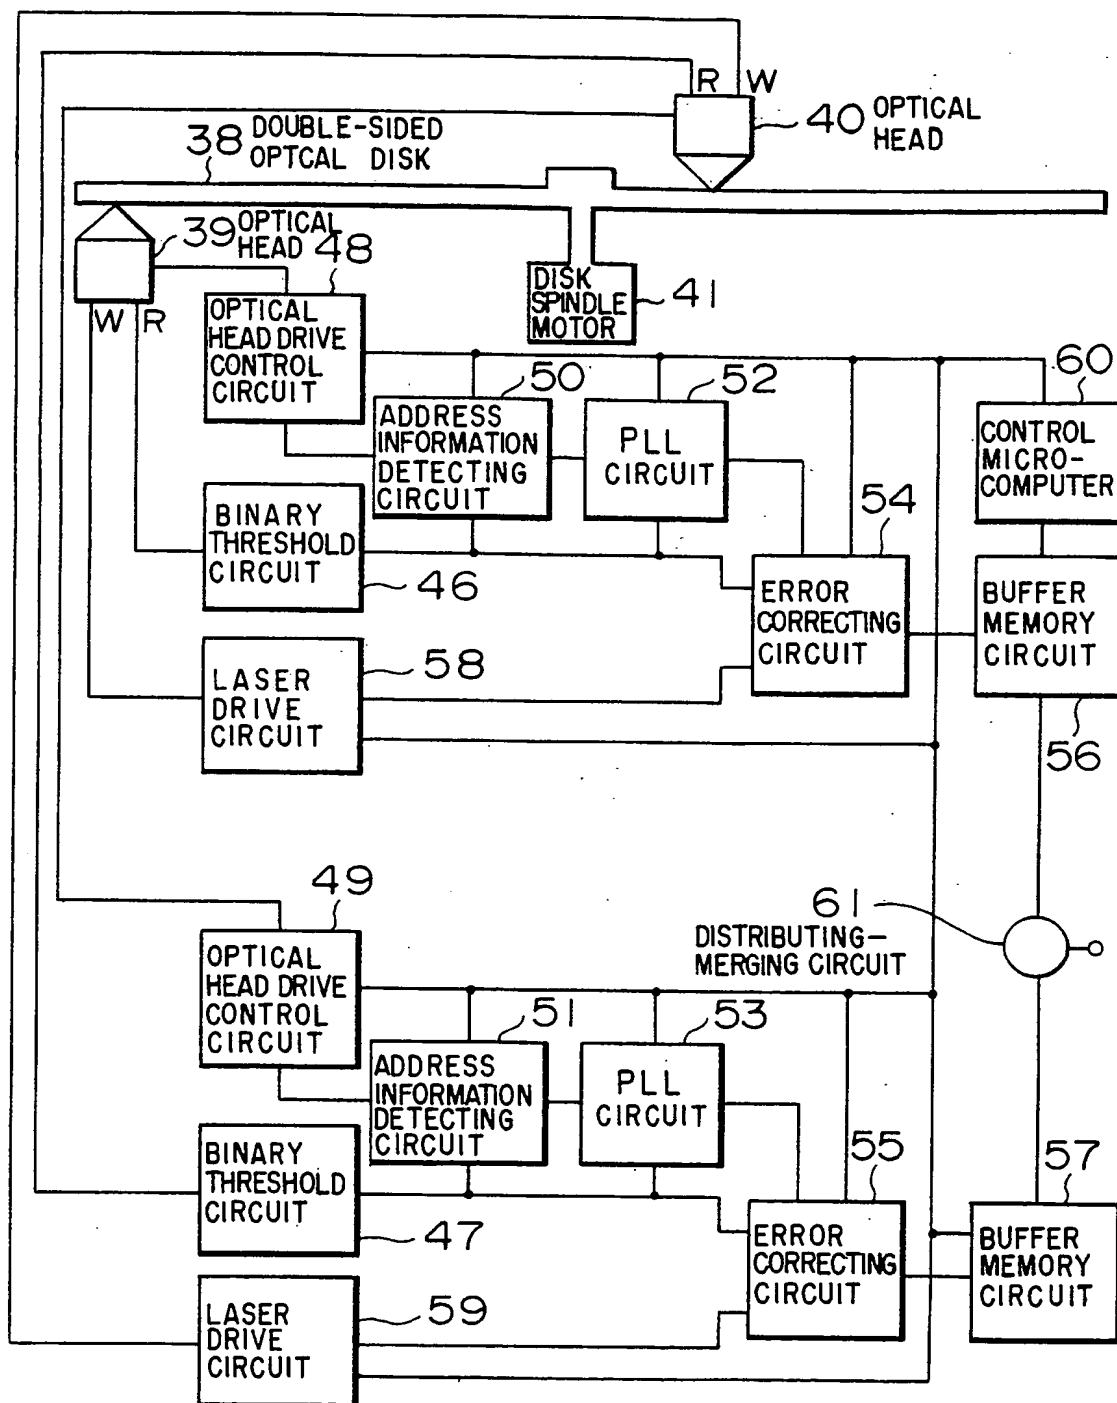 R W
40 OPTICAL
HEAD
38 DOUBLE-SIDED
OPTCAL DISK
39 OPTICAL
HEAD
48
W R
DISK
SPINDLE
MOTOR
41
OPTICAL
HEAD DRIVE
CONTROL
CIRCUIT
50
52
60
ADDRESS
INFORMATION
DETECTING
CIRCUIT
PLL
CIRCUIT
CONTROL
MICRO-
COMPUTER
54
BINARY
THRESHOLD
CIRCUIT
46
ERROR
CORRECTING
CIRCUIT
BUFFER
MEMORY
CIRCUIT
58
LASER
DRIVE
CIRCUIT
56
49
61
DISTRIBUTING-
MERGING CIRCUIT
OPTICAL
HEAD DRIVE
CONTROL
CIRCUIT
51
53
ADDRESS
INFORMATION
DETECTING
CIRCUIT
PLL
CIRCUIT
55
57
BINARY
THRESHOLD
CIRCUIT
47
ERROR
CORRECTING
CIRCUIT
BUFFER
MEMORY
CIRCUIT
59
LASER
DRIVE
CIRCUIT